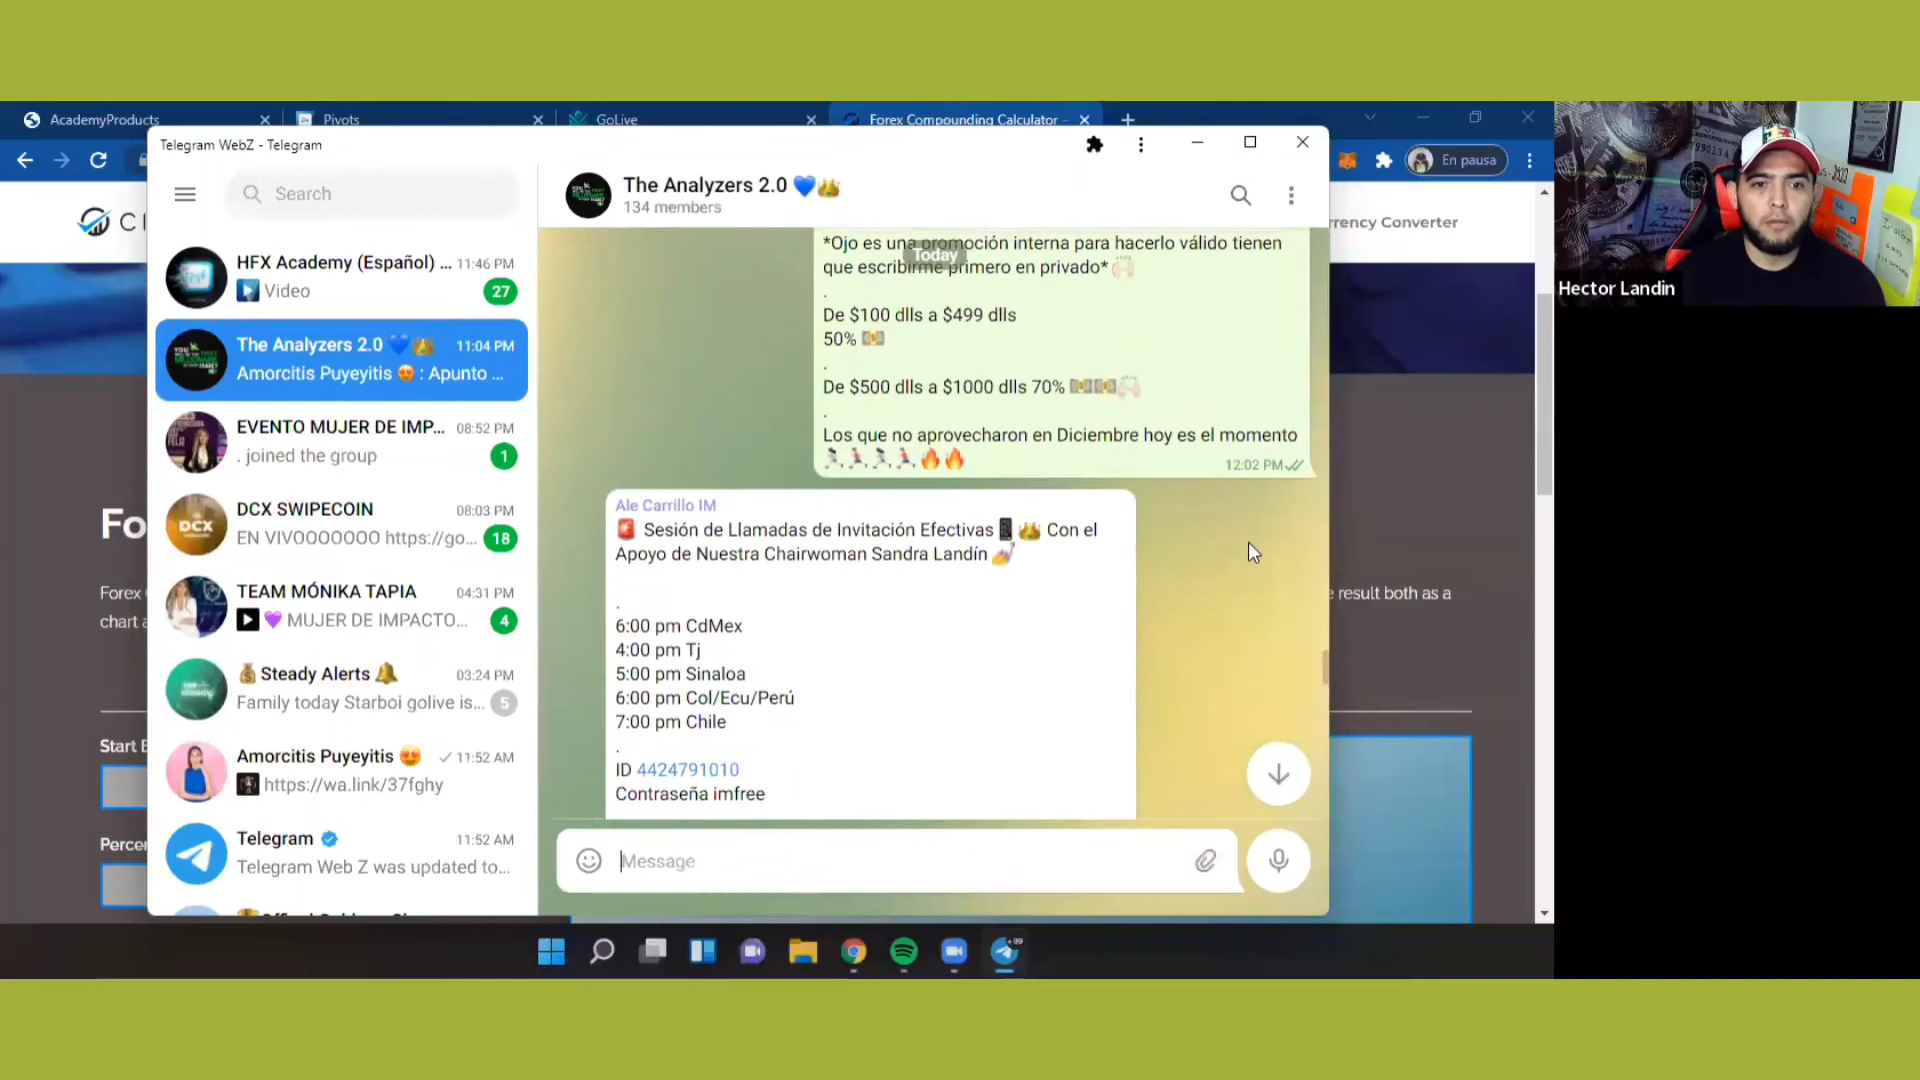 AcademyProducts
Pivots
GoLive
Forex Compounding Calculator -
Telegram WebZ - Telegram
En pausa
Search
The Analyzers 2.0
134 members
rrency Converter
HFX Academy (Español) ... 11:46 PM
Video
27
The Analyzers 2.0 11:04 PM
Amorcitis Puyeyitis : Apunto ...
EVENTO MUJER DE IMP... 08:52 PM
. joined the group
1
DCX SWIPECOIN 08:03 PM
EN VIVOOOOOOO https://go...
18
TEAM MÓNIKA TAPIA 04:31 PM
MUJER DE IMPACTO...
4
Steady Alerts 03:24 PM
Family today Starboi golive is...
5
Amorcitis Puyeyitis 11:52 AM
https://wa.link/37fghy
Telegram 11:52 AM
Telegram Web Z was updated to...
*Ojo es una promoción interna para hacerlo válido tienen
Today
que escribirme primero en privado*
.
De $100 dlls a $499 dlls
50%
.
De $500 dlls a $1000 dlls 70%
.
Los que no aprovecharon en Diciembre hoy es el momento
12:02 PM
Ale Carrillo IM
Sesión de Llamadas de Invitación Efectivas Con el
Apoyo de Nuestra Chairwoman Sandra Landín
.
6:00 pm CdMex
4:00 pm Tj
5:00 pm Sinaloa
6:00 pm Col/Ecu/Perú
7:00 pm Chile
.
ID 4424791010
Contraseña imfree
Message
Fo
Forex
chart a
e result both as a
Start B
Percen
DCX
+99
Hector Landin